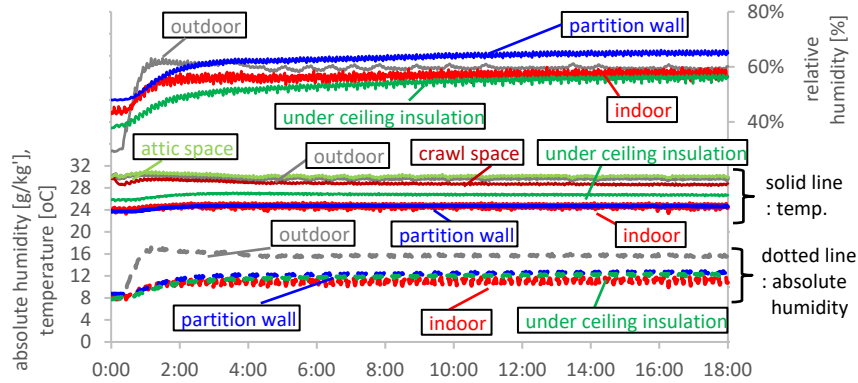 80%
60%
40%
relative
humidity [%]
outdoor
partition wall
under ceiling insulation
indoor
attic space
outdoor
crawl space
under ceiling insulation
partition wall
indoor
solid line
: temp.
outdoor
partition wall
indoor
under ceiling insulation
dotted line
: absolute
humidity
absolute humidity [g/kg'],
temperature [oC]
32
28
24
20
16
12
8
4
0
0:00 2:00 4:00 6:00 8:00 10:00 12:00 14:00 16:00 18:00